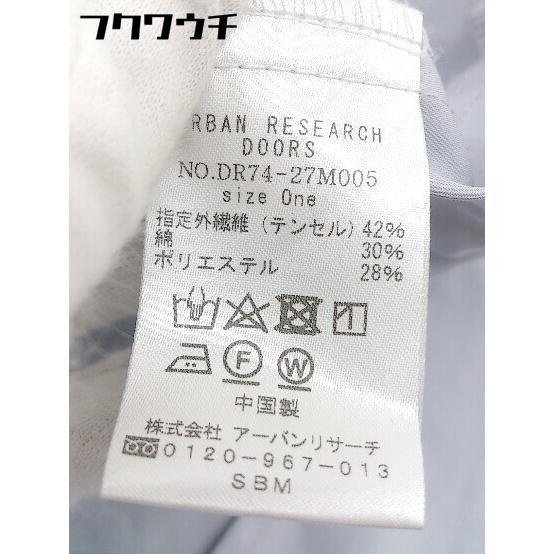 フクワウチ
RBAN RESEARCH
DOORS
NO.DR74-27M005
size One
指定外繊維 (テンセル) 42%
綿 30%
ポリエステル 28%
F W
中国製
株式会社 アーバンリサーチ
0120-967-013
SBM